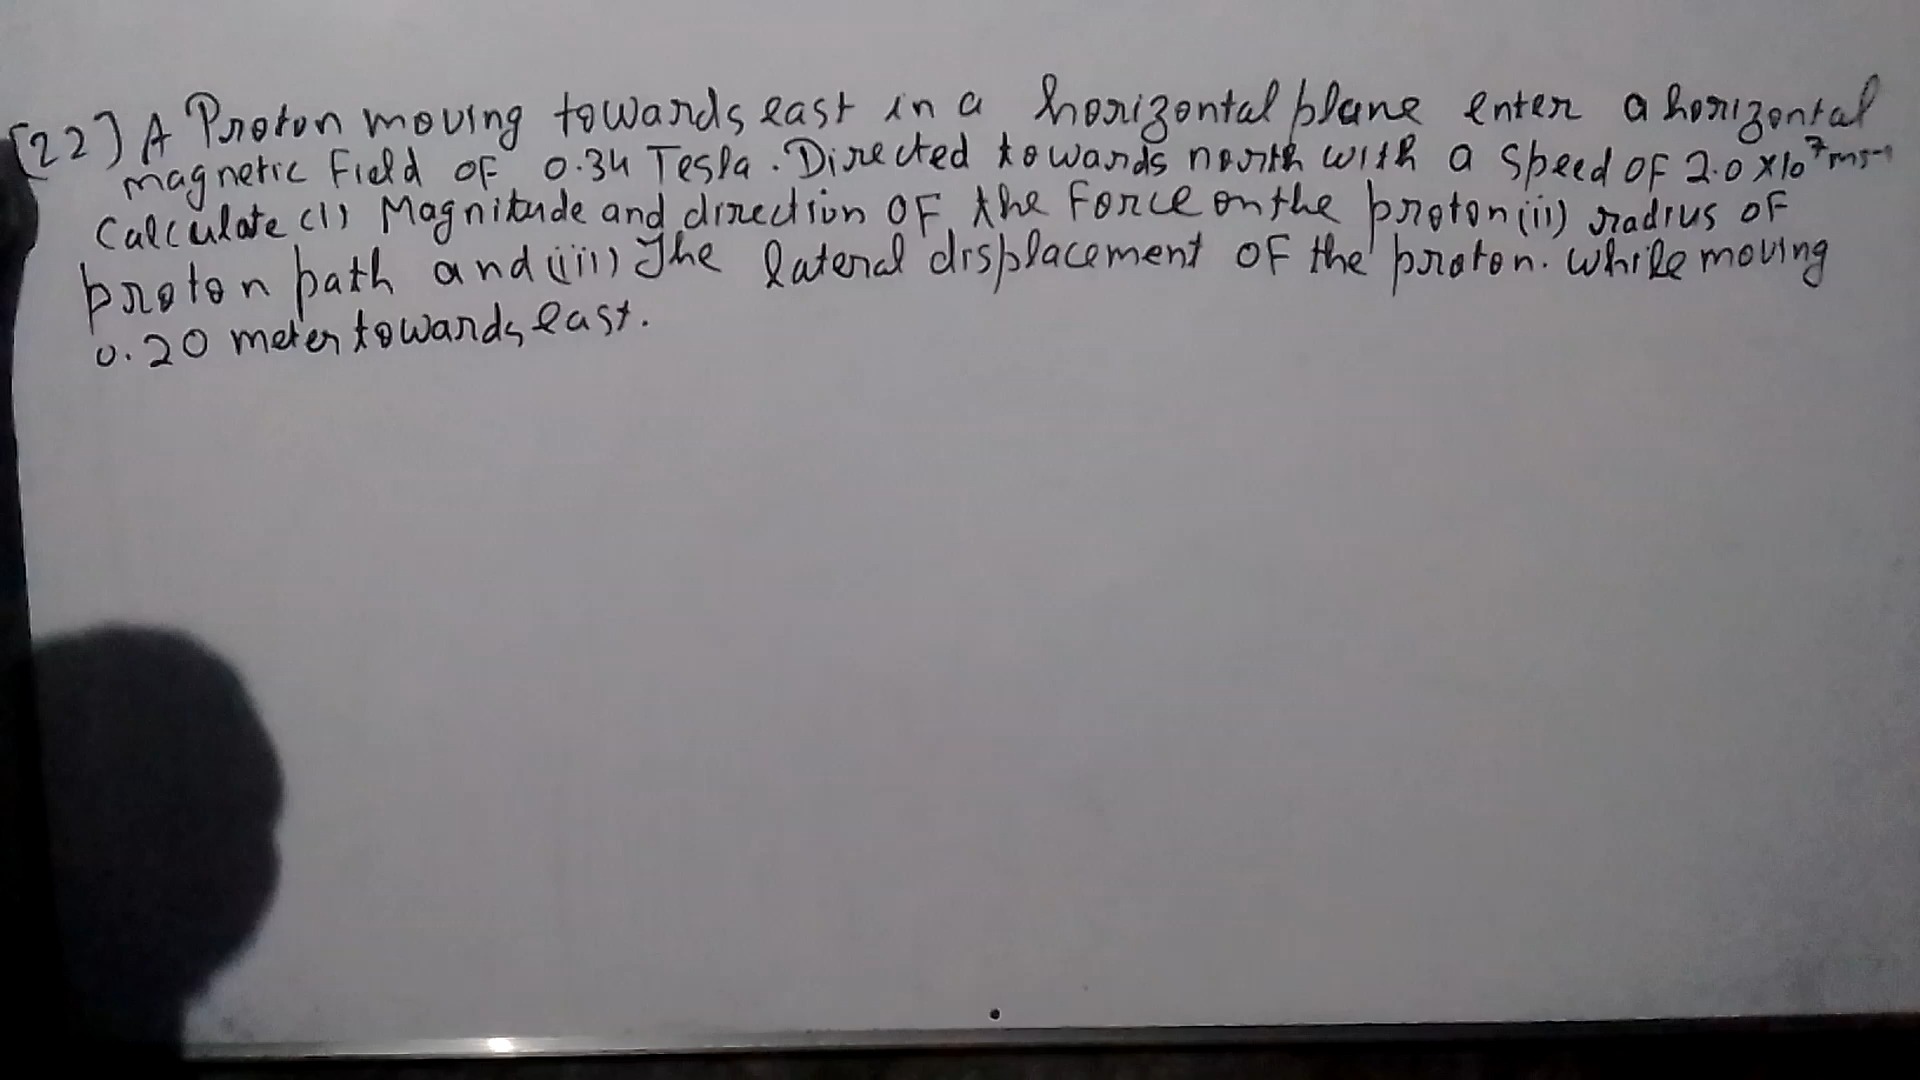 [22] A Proton moving towards east in a horizontal plane enter a horizontal
magnetic Field OF 0.34 Tesla. Directed towards north with a speed OF 2.0 x 10⁷ ms⁻¹
Calculate (i) Magnitude and direction OF the Force on the proton (ii) radius OF
proton path and (iii) The lateral displacement OF the proton. While moving
0.20 meter towards east.